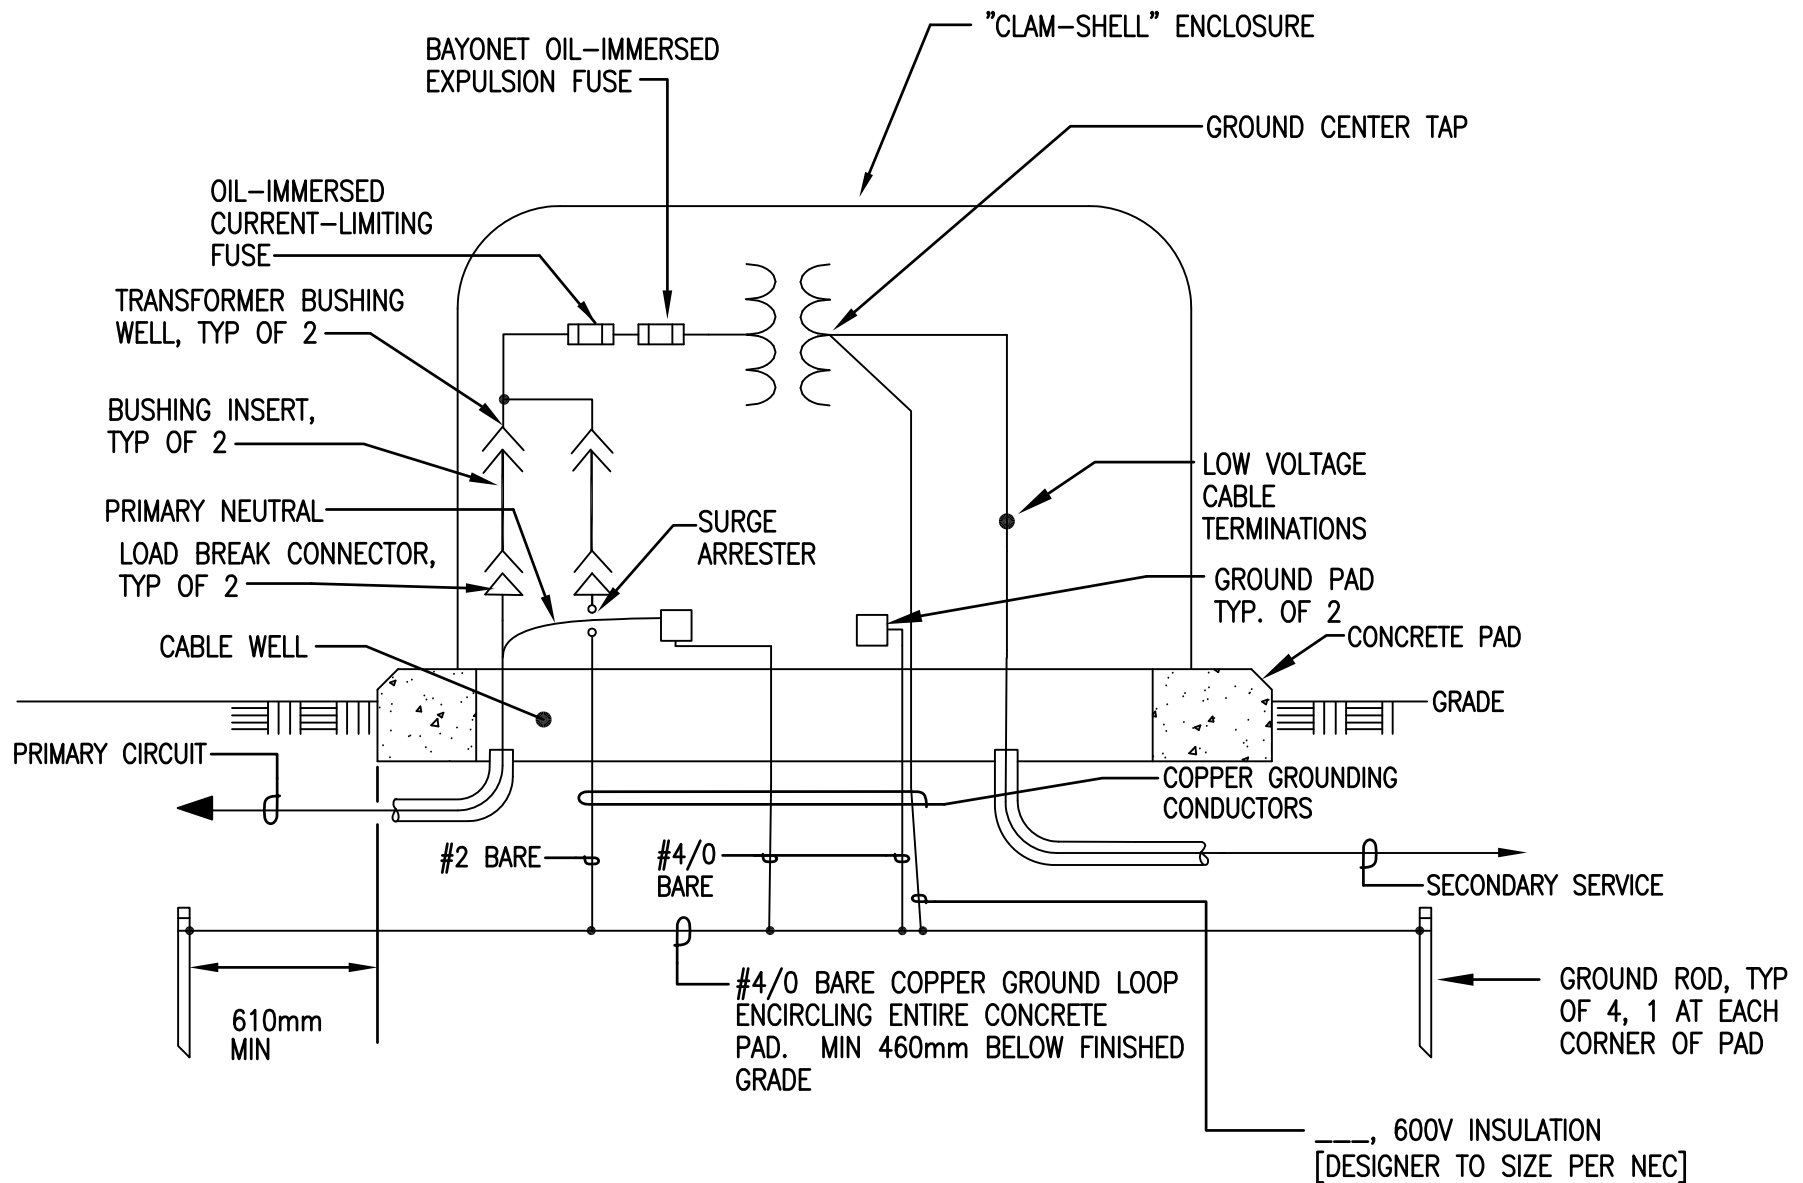 "CLAM-SHELL" ENCLOSURE
BAYONET OIL-IMMERSED
EXPULSION FUSE
GROUND CENTER TAP
OIL-IMMERSED
CURRENT-LIMITING
FUSE
TRANSFORMER BUSHING
WELL, TYP OF 2
BUSHING INSERT,
TYP OF 2
PRIMARY NEUTRAL
LOAD BREAK CONNECTOR,
TYP OF 2
SURGE
ARRESTER
LOW VOLTAGE
CABLE
TERMINATIONS
GROUND PAD
TYP. OF 2
CABLE WELL
CONCRETE PAD
GRADE
PRIMARY CIRCUIT
COPPER GROUNDING
CONDUCTORS
#2 BARE
#4/0
BARE
SECONDARY SERVICE
610mm
MIN
#4/0 BARE COPPER GROUND LOOP
ENCIRCLING ENTIRE CONCRETE
PAD. MIN 460mm BELOW FINISHED
GRADE
GROUND ROD, TYP
OF 4, 1 AT EACH
CORNER OF PAD
___, 600V INSULATION
[DESIGNER TO SIZE PER NEC]